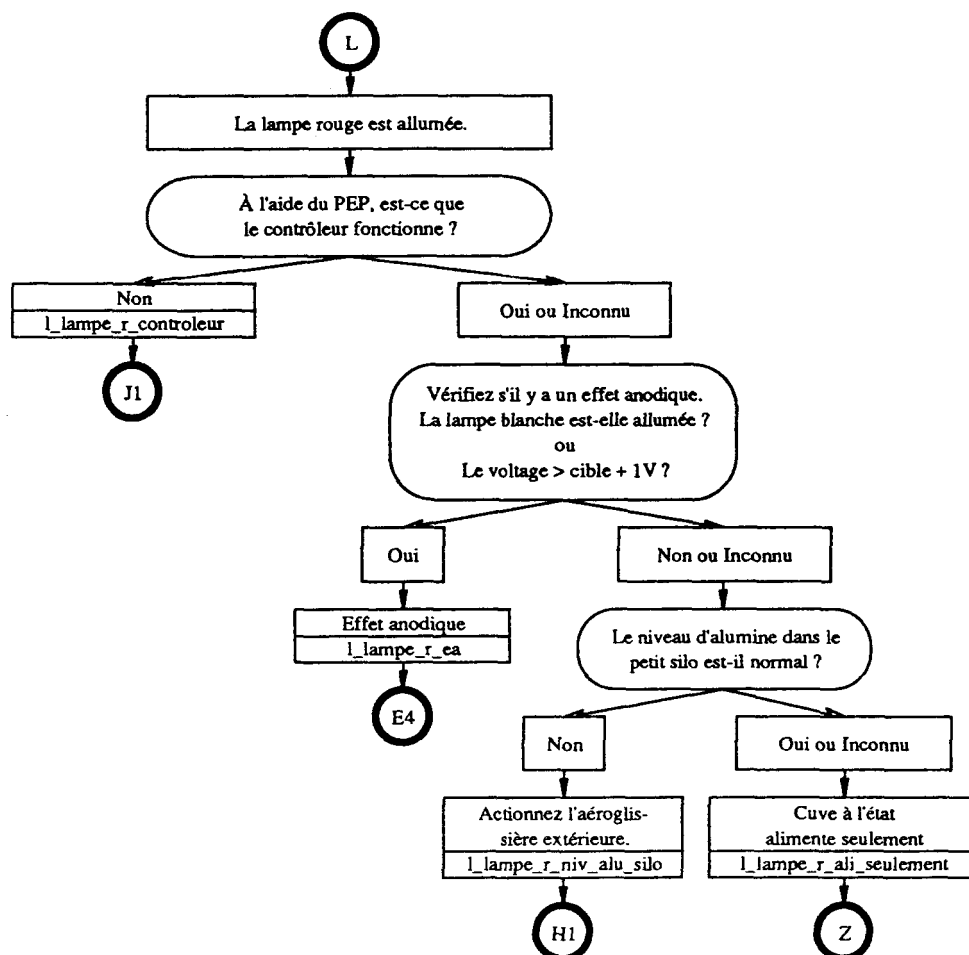 L
La lampe rouge est allumée.
À l'aide du PEP, est-ce que
le contrôleur fonctionne ?
Non
l_lampe_r_controleur
Oui ou Inconnu
J1
Vérifiez s'il y a un effet anodique.
La lampe blanche est-elle allumée ?
ou
Le voltage > cible + 1V ?
Oui
Non ou Inconnu
Effet anodique
l_lampe_r_ea
Le niveau d'alumine dans le
petit silo est-il normal ?
E4
Non
Oui ou Inconnu
Actionnez l'aéroglis-
sière extérieure.
l_lampe_r_niv_alu_silo
Cuve à l'état
alimente seulement
l_lampe_r_ali_seulement
H1
Z